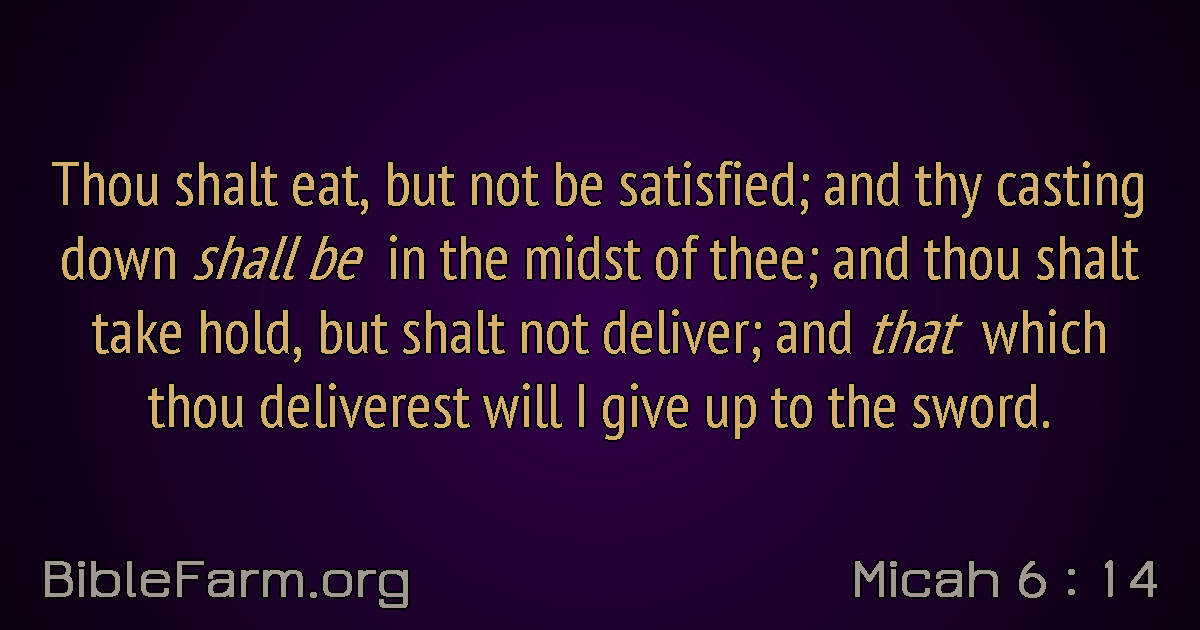 Thou shalt eat, but not be satisfied; and thy casting
down shall be in the midst of thee; and thou shalt
take hold, but shalt not deliver; and that which
thou deliverest will I give up to the sword.
BibleFarm.org
Micah 6 : 14